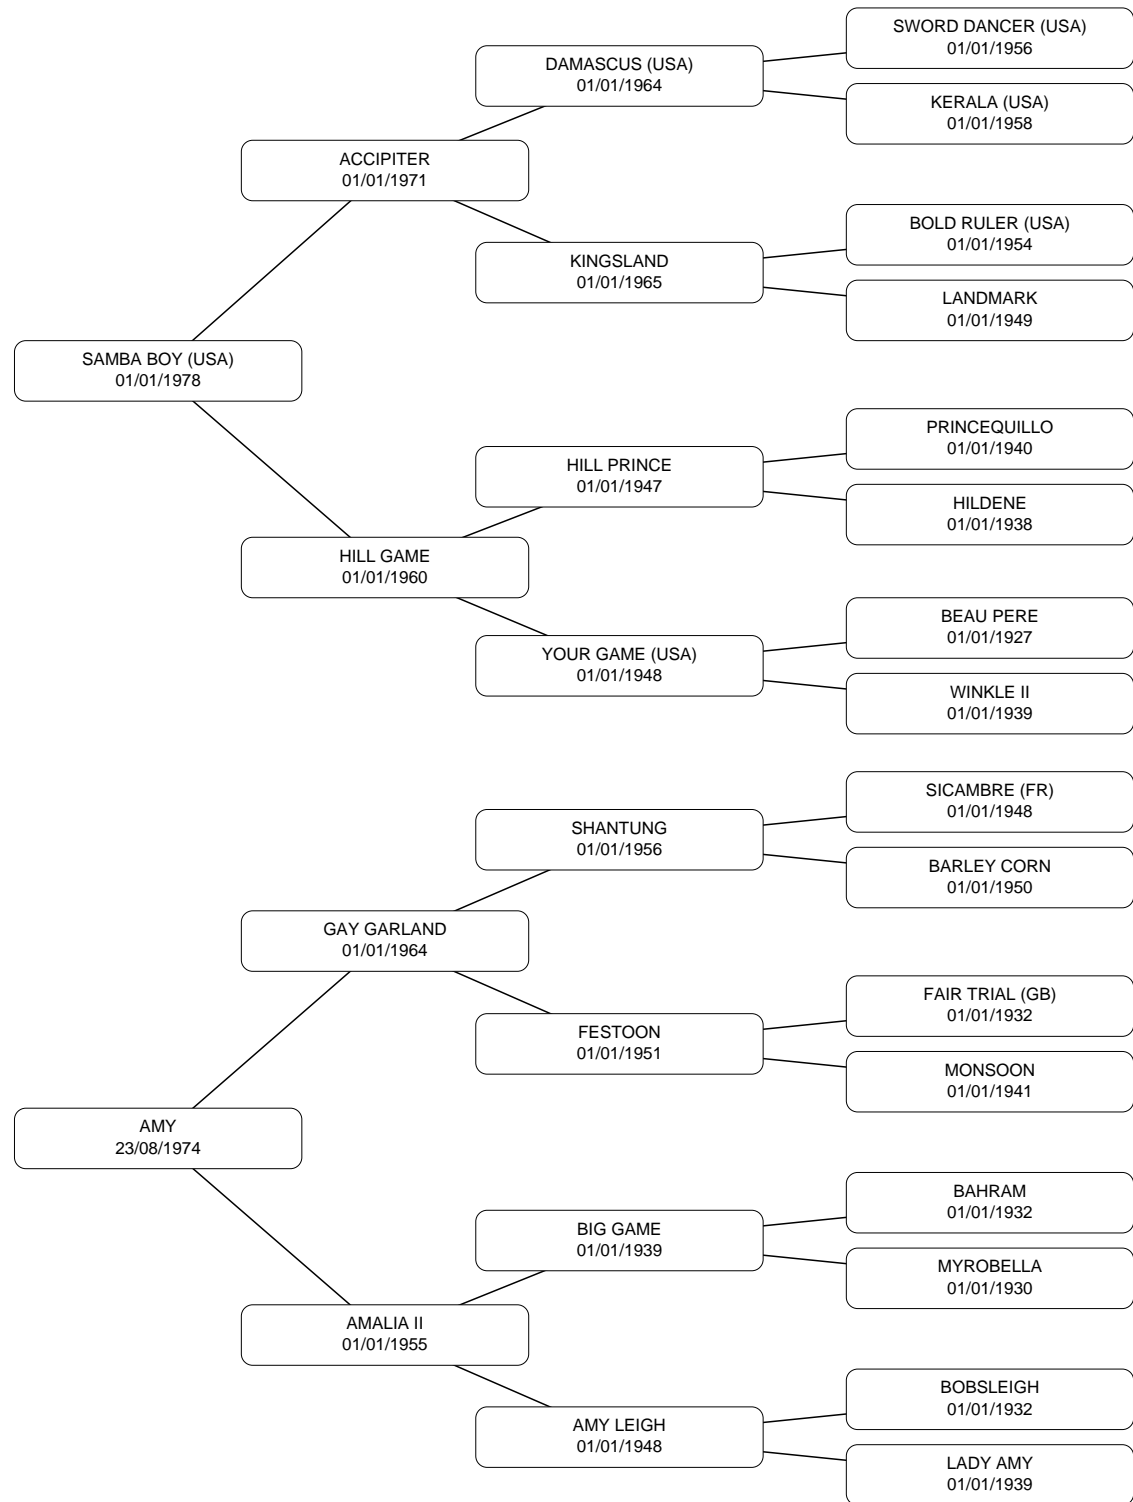 SWORD DANCER (USA)
01/01/1956
DAMASCUS (USA)
01/01/1964
KERALA (USA)
01/01/1958
ACCIPITER
01/01/1971
BOLD RULER (USA)
01/01/1954
KINGSLAND
01/01/1965
LANDMARK
01/01/1949
SAMBA BOY (USA)
01/01/1978
PRINCEQUILLO
01/01/1940
HILL PRINCE
01/01/1947
HILDENE
01/01/1938
HILL GAME
01/01/1960
BEAU PERE
01/01/1927
YOUR GAME (USA)
01/01/1948
WINKLE II
01/01/1939
SICAMBRE (FR)
01/01/1948
SHANTUNG
01/01/1956
BARLEY CORN
01/01/1950
GAY GARLAND
01/01/1964
FAIR TRIAL (GB)
01/01/1932
FESTOON
01/01/1951
MONSOON
01/01/1941
AMY
23/08/1974
BAHRAM
01/01/1932
BIG GAME
01/01/1939
MYROBELLA
01/01/1930
AMALIA II
01/01/1955
BOBSLEIGH
01/01/1932
AMY LEIGH
01/01/1948
LADY AMY
01/01/1939